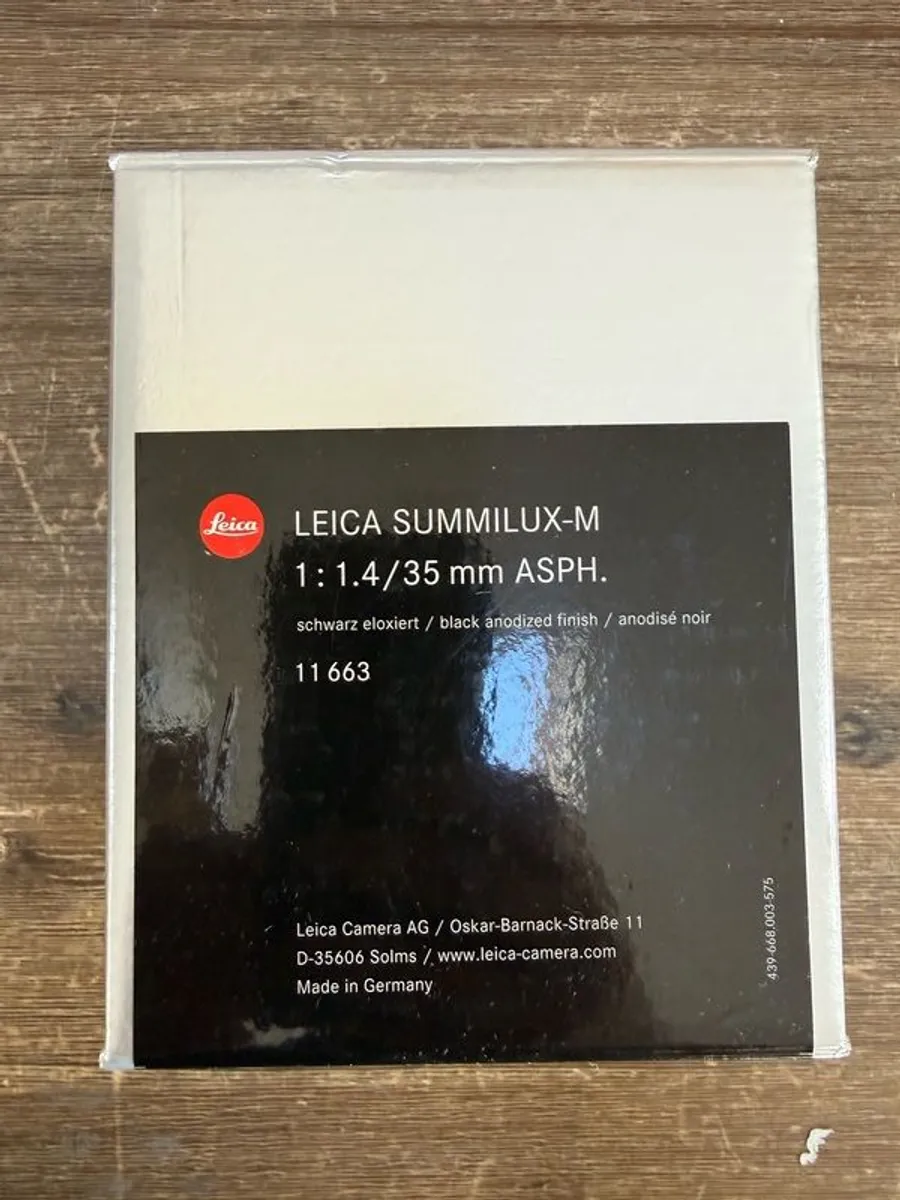 Leica
LEICA SUMMILUX-M
1:1.4/35 mm ASPH.
schwarz eloxiert / black anodized finish / anodisé noir
11 663
Leica Camera AG / Oskar-Barnack-Straße 11
D-35606 Solms / www.leica-camera.com
Made in Germany
439-668.003-575